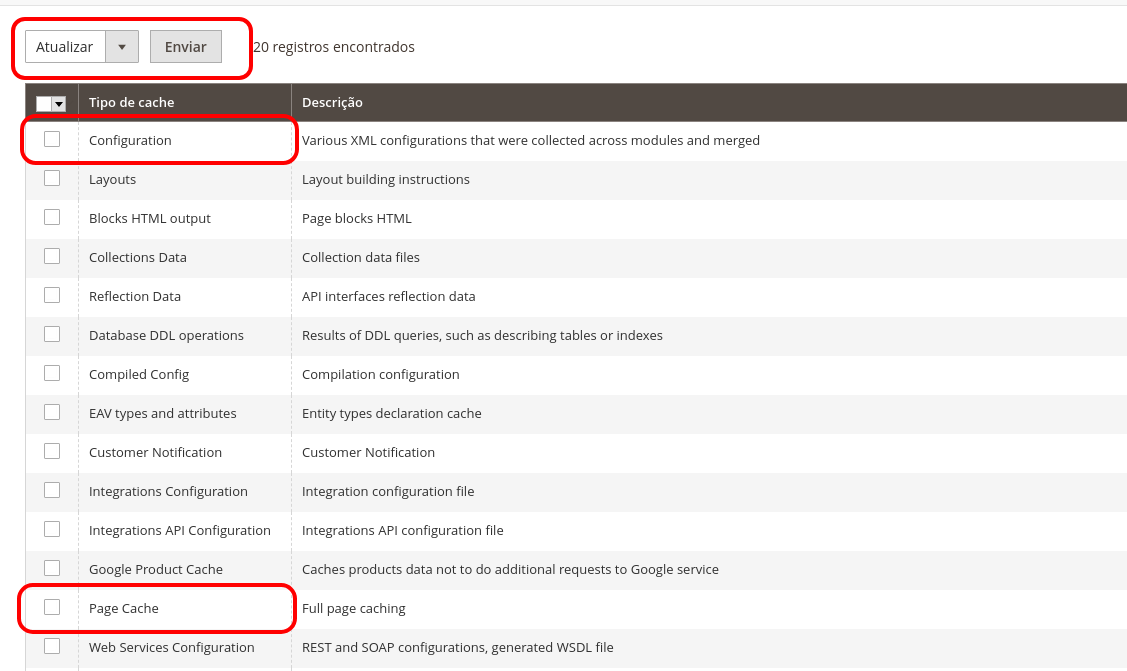 Atualizar Enviar 20 registros encontrados
Tipo de cache Descrição
Configuration Various XML configurations that were collected across modules and merged
Layouts Layout building instructions
Blocks HTML output Page blocks HTML
Collections Data Collection data files
Reflection Data API interfaces reflection data
Database DDL operations Results of DDL queries, such as describing tables or indexes
Compiled Config Compilation configuration
EAV types and attributes Entity types declaration cache
Customer Notification Customer Notification
Integrations Configuration Integration configuration file
Integrations API Configuration Integrations API configuration file
Google Product Cache Caches products data not to do additional requests to Google service
Page Cache Full page caching
Web Services Configuration REST and SOAP configurations, generated WSDL file